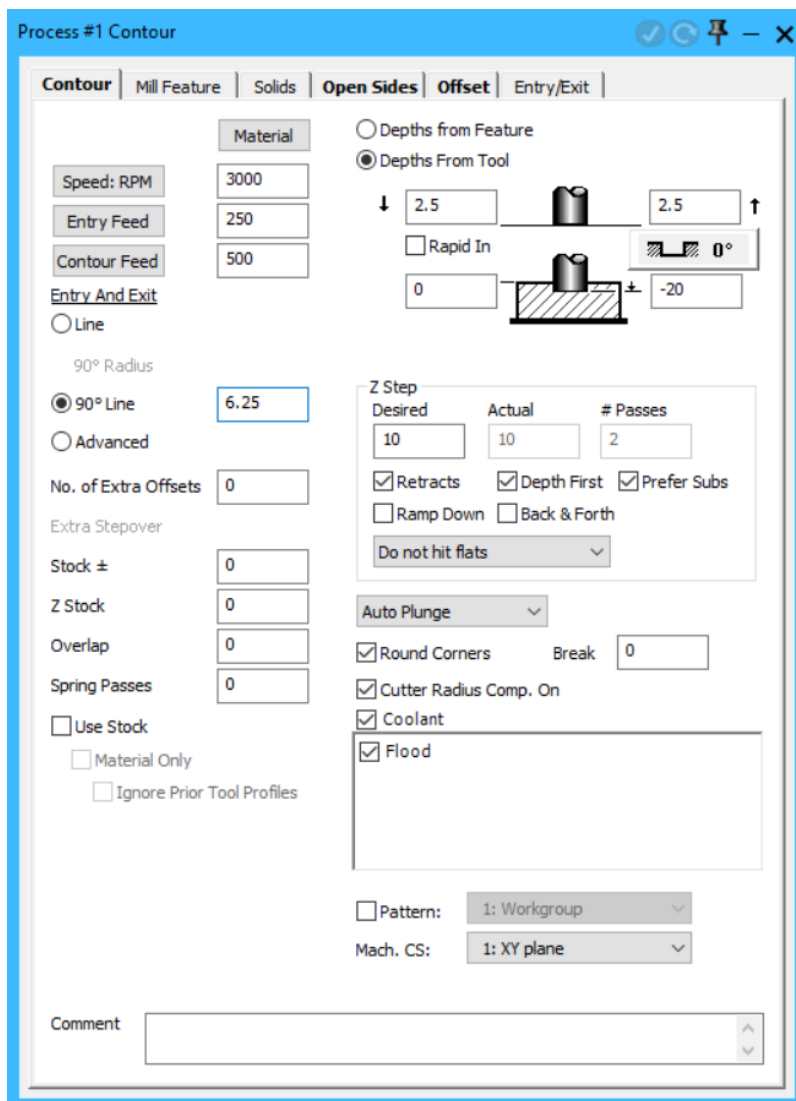 Process #1 Contour
Contour Mill Feature Solids Open Sides Offset Entry/Exit
Material
Speed: RPM 3000
Entry Feed 250
Contour Feed 500
Entry And Exit
Line
90° Radius
90° Line 6.25
Advanced
No. of Extra Offsets 0
Extra Stepover
Stock ± 0
Z Stock 0
Overlap 0
Spring Passes 0
Use Stock
Material Only
Ignore Prior Tool Profiles
Depths from Feature
Depths From Tool
2.5 2.5
Rapid In 0°
0 -20
Z Step
Desired Actual # Passes
10 10 2
Retracts Depth First Prefer Subs
Ramp Down Back & Forth
Do not hit flats
Auto Plunge
Round Corners Break 0
Cutter Radius Comp. On
Coolant
Flood
Pattern: 1: Workgroup
Mach. CS: 1: XY plane
Comment